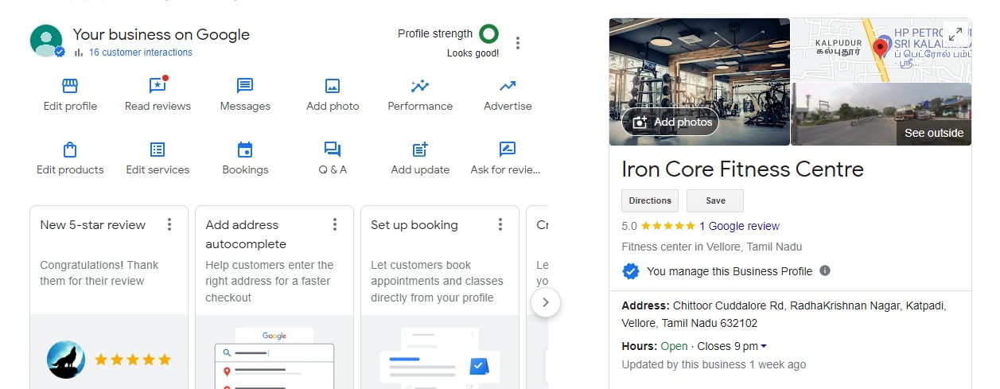 Your business on Google
16 customer interactions
Profile strength
Looks good!
Edit profile
Read reviews
Messages
Add photo
Performance
Advertise
Edit products
Edit services
Bookings
Q & A
Add update
Ask for revie...
New 5-star review
Congratulations! Thank
them for their review
Add address
autocomplete
Help customers enter the
right address for a faster
checkout
Google
Set up booking
Let customers book
appointments and classes
directly from your profile
Add photos
KALPUDUR
கல்புதூர்
HP PETRO
SRI KALA
See outside
Iron Core Fitness Centre
Directions
Save
5.0
1 Google review
Fitness center in Vellore, Tamil Nadu
You manage this Business Profile
Address: Chittoor Cuddalore Rd, RadhaKrishnan Nagar, Katpadi,
Vellore, Tamil Nadu 632102
Hours: Open · Closes 9 pm
Updated by this business 1 week ago